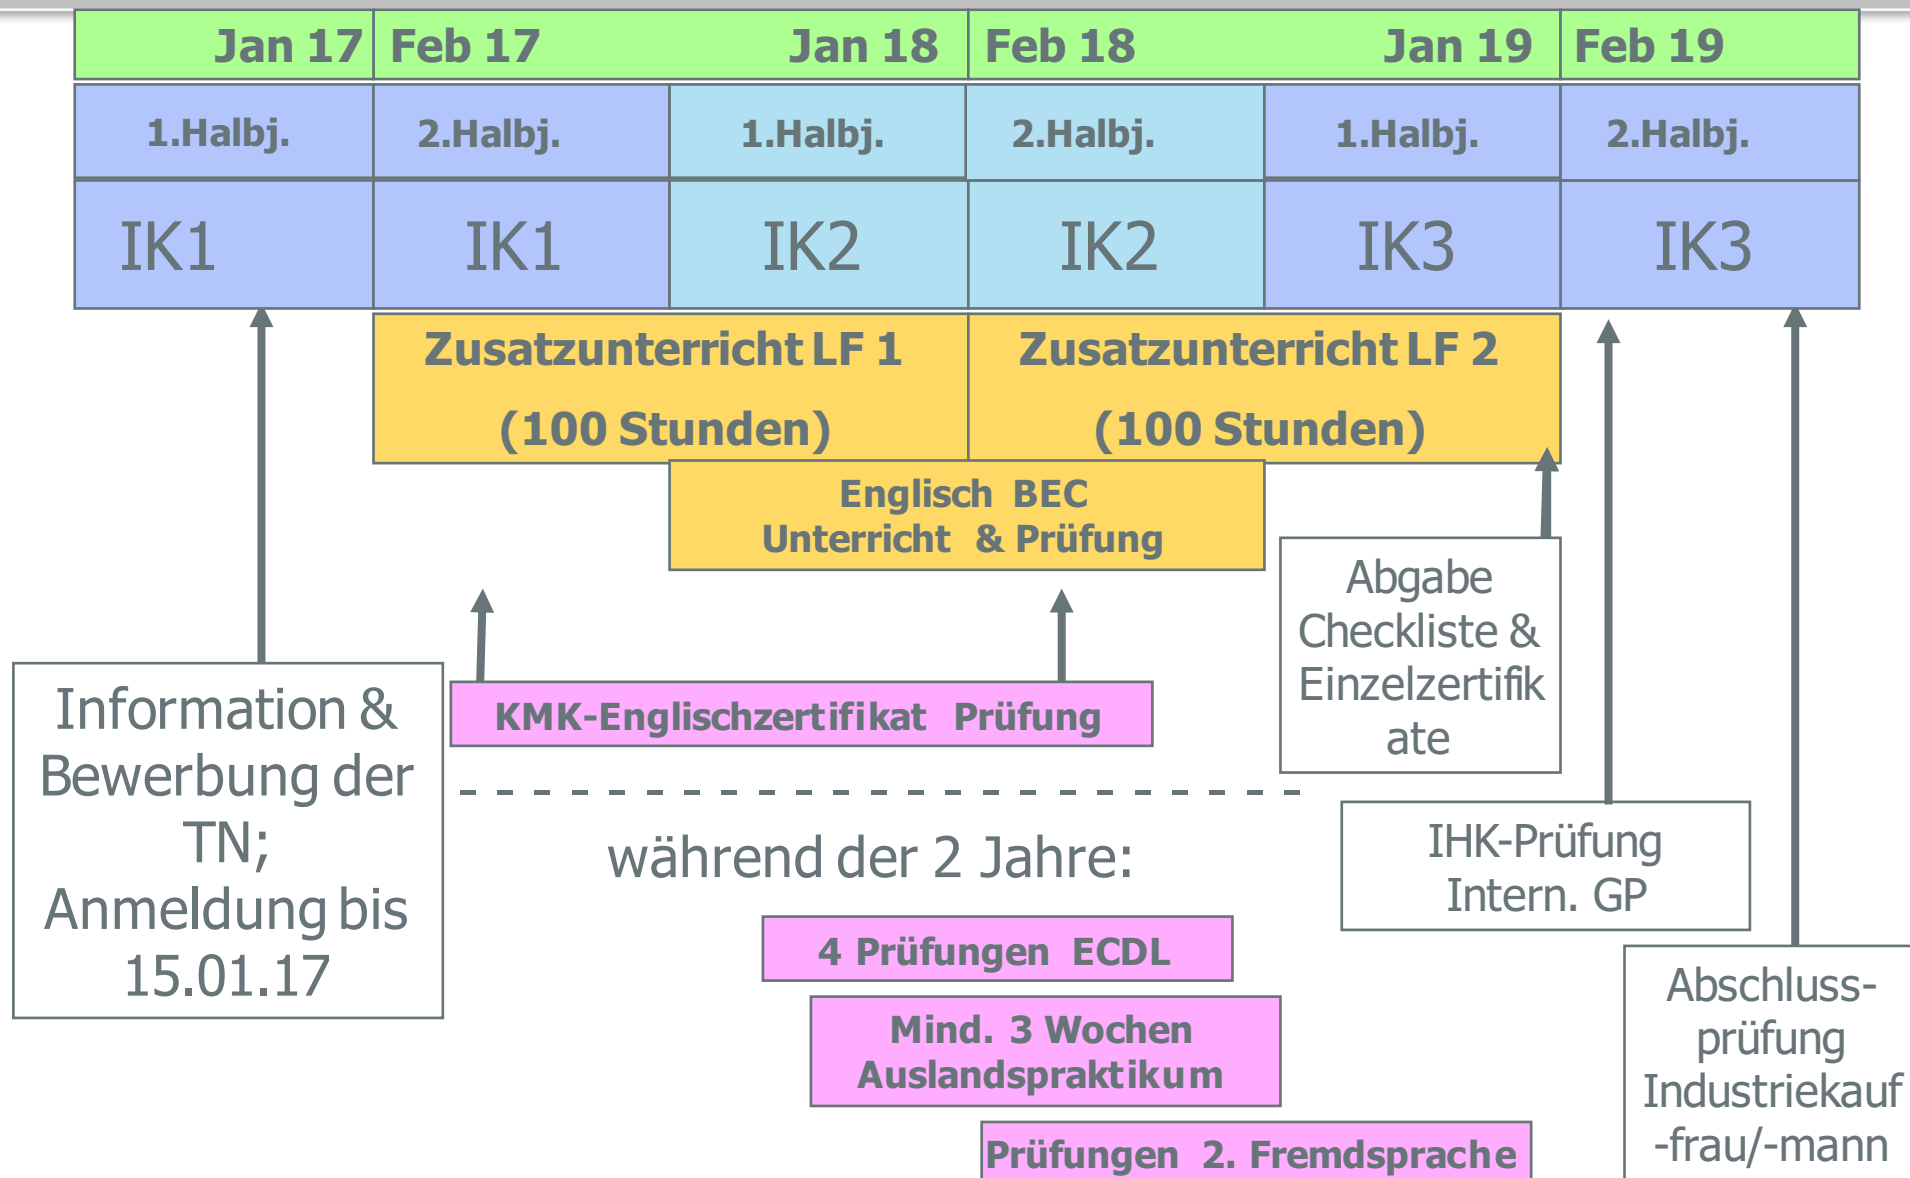 Jan 17 Feb 17 Jan 18 Feb 18 Jan 19 Feb 19
1.Halbj. 2.Halbj. 1.Halbj. 2.Halbj. 1.Halbj. 2.Halbj.
IK1 IK1 IK2 IK2 IK3 IK3
Zusatzunterricht LF 1
(100 Stunden)
Zusatzunterricht LF 2
(100 Stunden)
Englisch BEC
Unterricht & Prüfung
Abgabe
Checkliste &
Einzelzertifik
ate
Information &
Bewerbung der
TN;
Anmeldung bis
15.01.17
KMK-Englischzertifikat Prüfung
während der 2 Jahre:
IHK-Prüfung
Intern. GP
4 Prüfungen ECDL
Mind. 3 Wochen
Auslandspraktikum
Prüfungen 2. Fremdsprache
Abschluss-
prüfung
Industriekauf
-frau/-mann